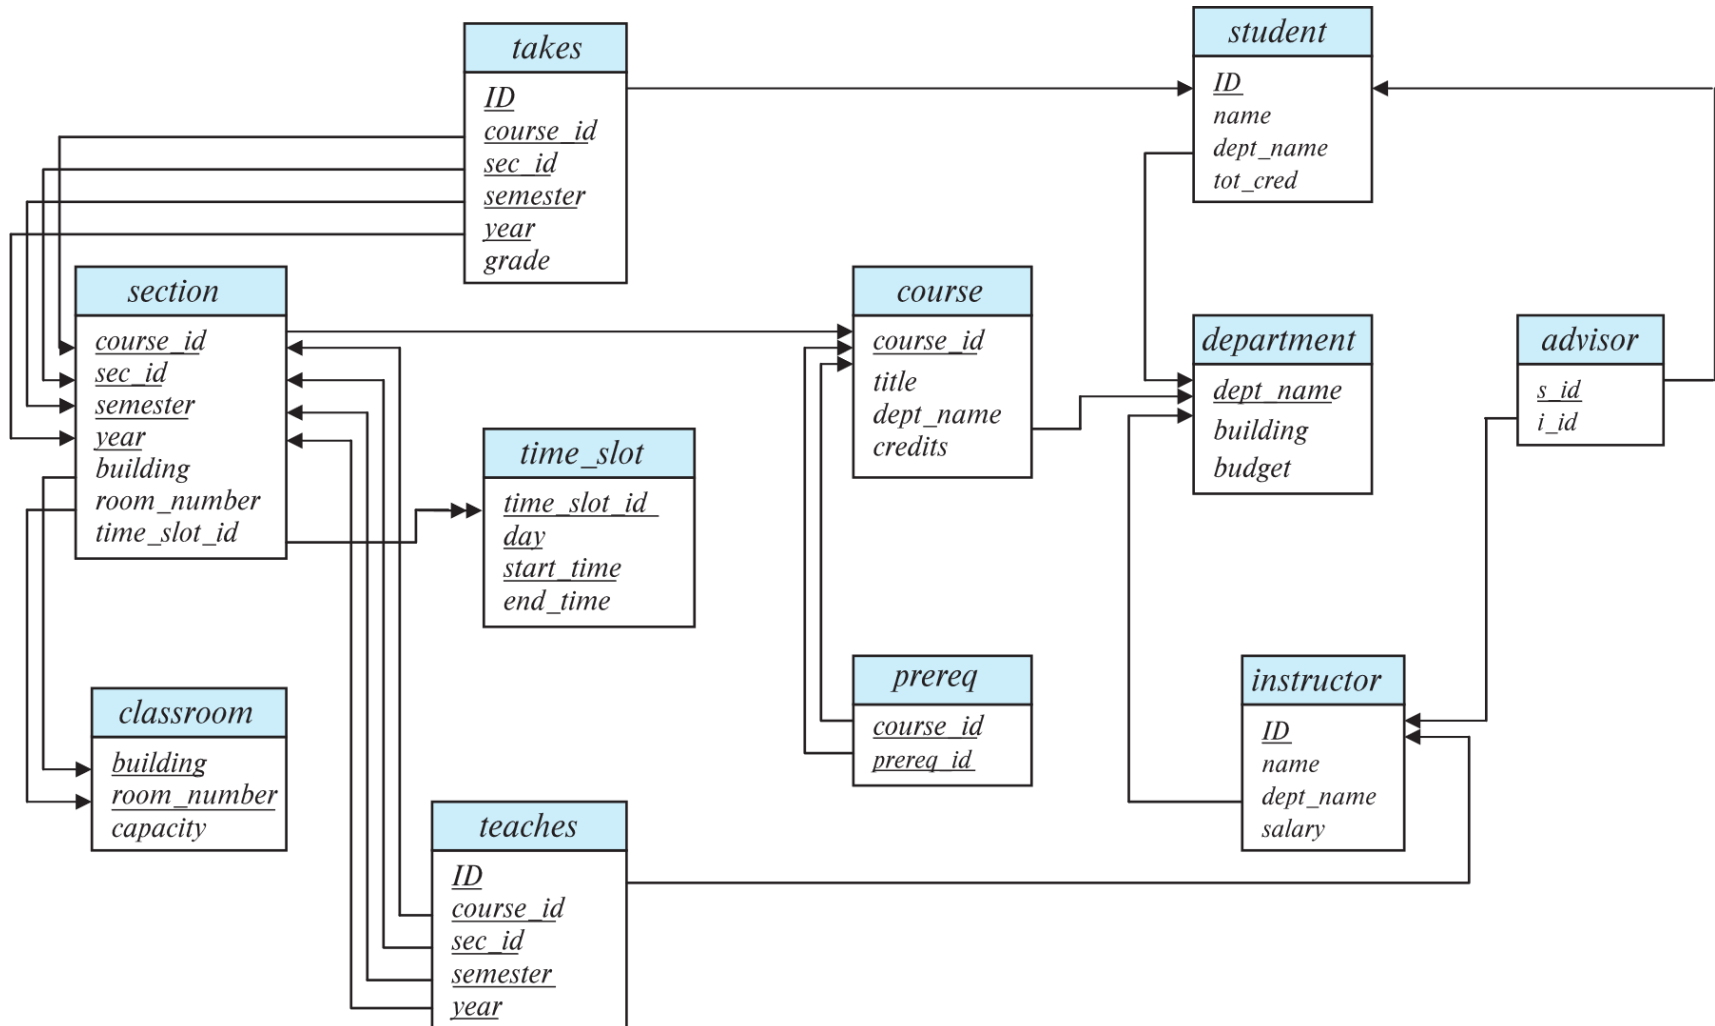 takes
ID
course_id
sec_id
semester
year
grade
student
ID
name
dept_name
tot_cred
section
course_id
sec_id
semester
year
building
room_number
time_slot_id
course
course_id
title
dept_name
credits
department
dept_name
building
budget
advisor
s_id
i_id
time_slot
time_slot_id
day
start_time
end_time
prereq
course_id
prereq_id
instructor
ID
name
dept_name
salary
classroom
building
room_number
capacity
teaches
ID
course_id
sec_id
semester
year